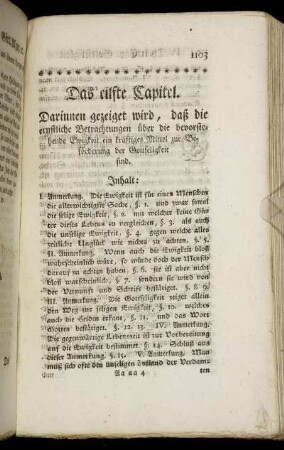 1103
Das eilfte Capitel.
Darinnen gezeiget wird, daß die
ernstliche Betrachtungen über die bevorste-
hende Ewigkeit ein kräftiges Mittel zur Be-
förderung der Gottseligkeit
sind.
Inhalt:
I. Anmerkung. Die Ewigkeit ist für einen Menschen
die allerwichtigste Sache, §. 1. und zwar sowol
die selige Ewigkeit, §. 2. mit welcher keine Güter
dieses Lebens zu vergleichen, §. 3. als auch
die unselige Ewigkeit, §. 4. gegen welche alles
zeitliche Unglück wie nichts zu achten. §. 5.
II. Anmerkung. Wenn auch die Ewigkeit bloß
wahrscheinlich wäre, so würde doch der Mensch
darauf zu achten haben, §. 6. sie ist aber nicht
bloß warscheinlich, §. 7. sondern sie wird von
der Vernunft und Schrift bestätiget. §. 8. 9.
III. Anmerkung. Die Gottseligkeit zeiget allein
den Weg zur seligen Ewigkeit, §. 10. welches
auch die Heiden erkant, §. 11. und das Wort
Gottes bestätiget. §. 12. 13. IV. Anmerkung.
Die gegenwärtige Lebenszeit ist zur Vorbereitung
auf die Ewigkeit bestimmet. §. 14. Schluß aus
dieser Anmerkung. §. 15. V. Anmerkung. Man
muß sich oft den unseligen Zustand der Verdam-
Aa aa 4 ten